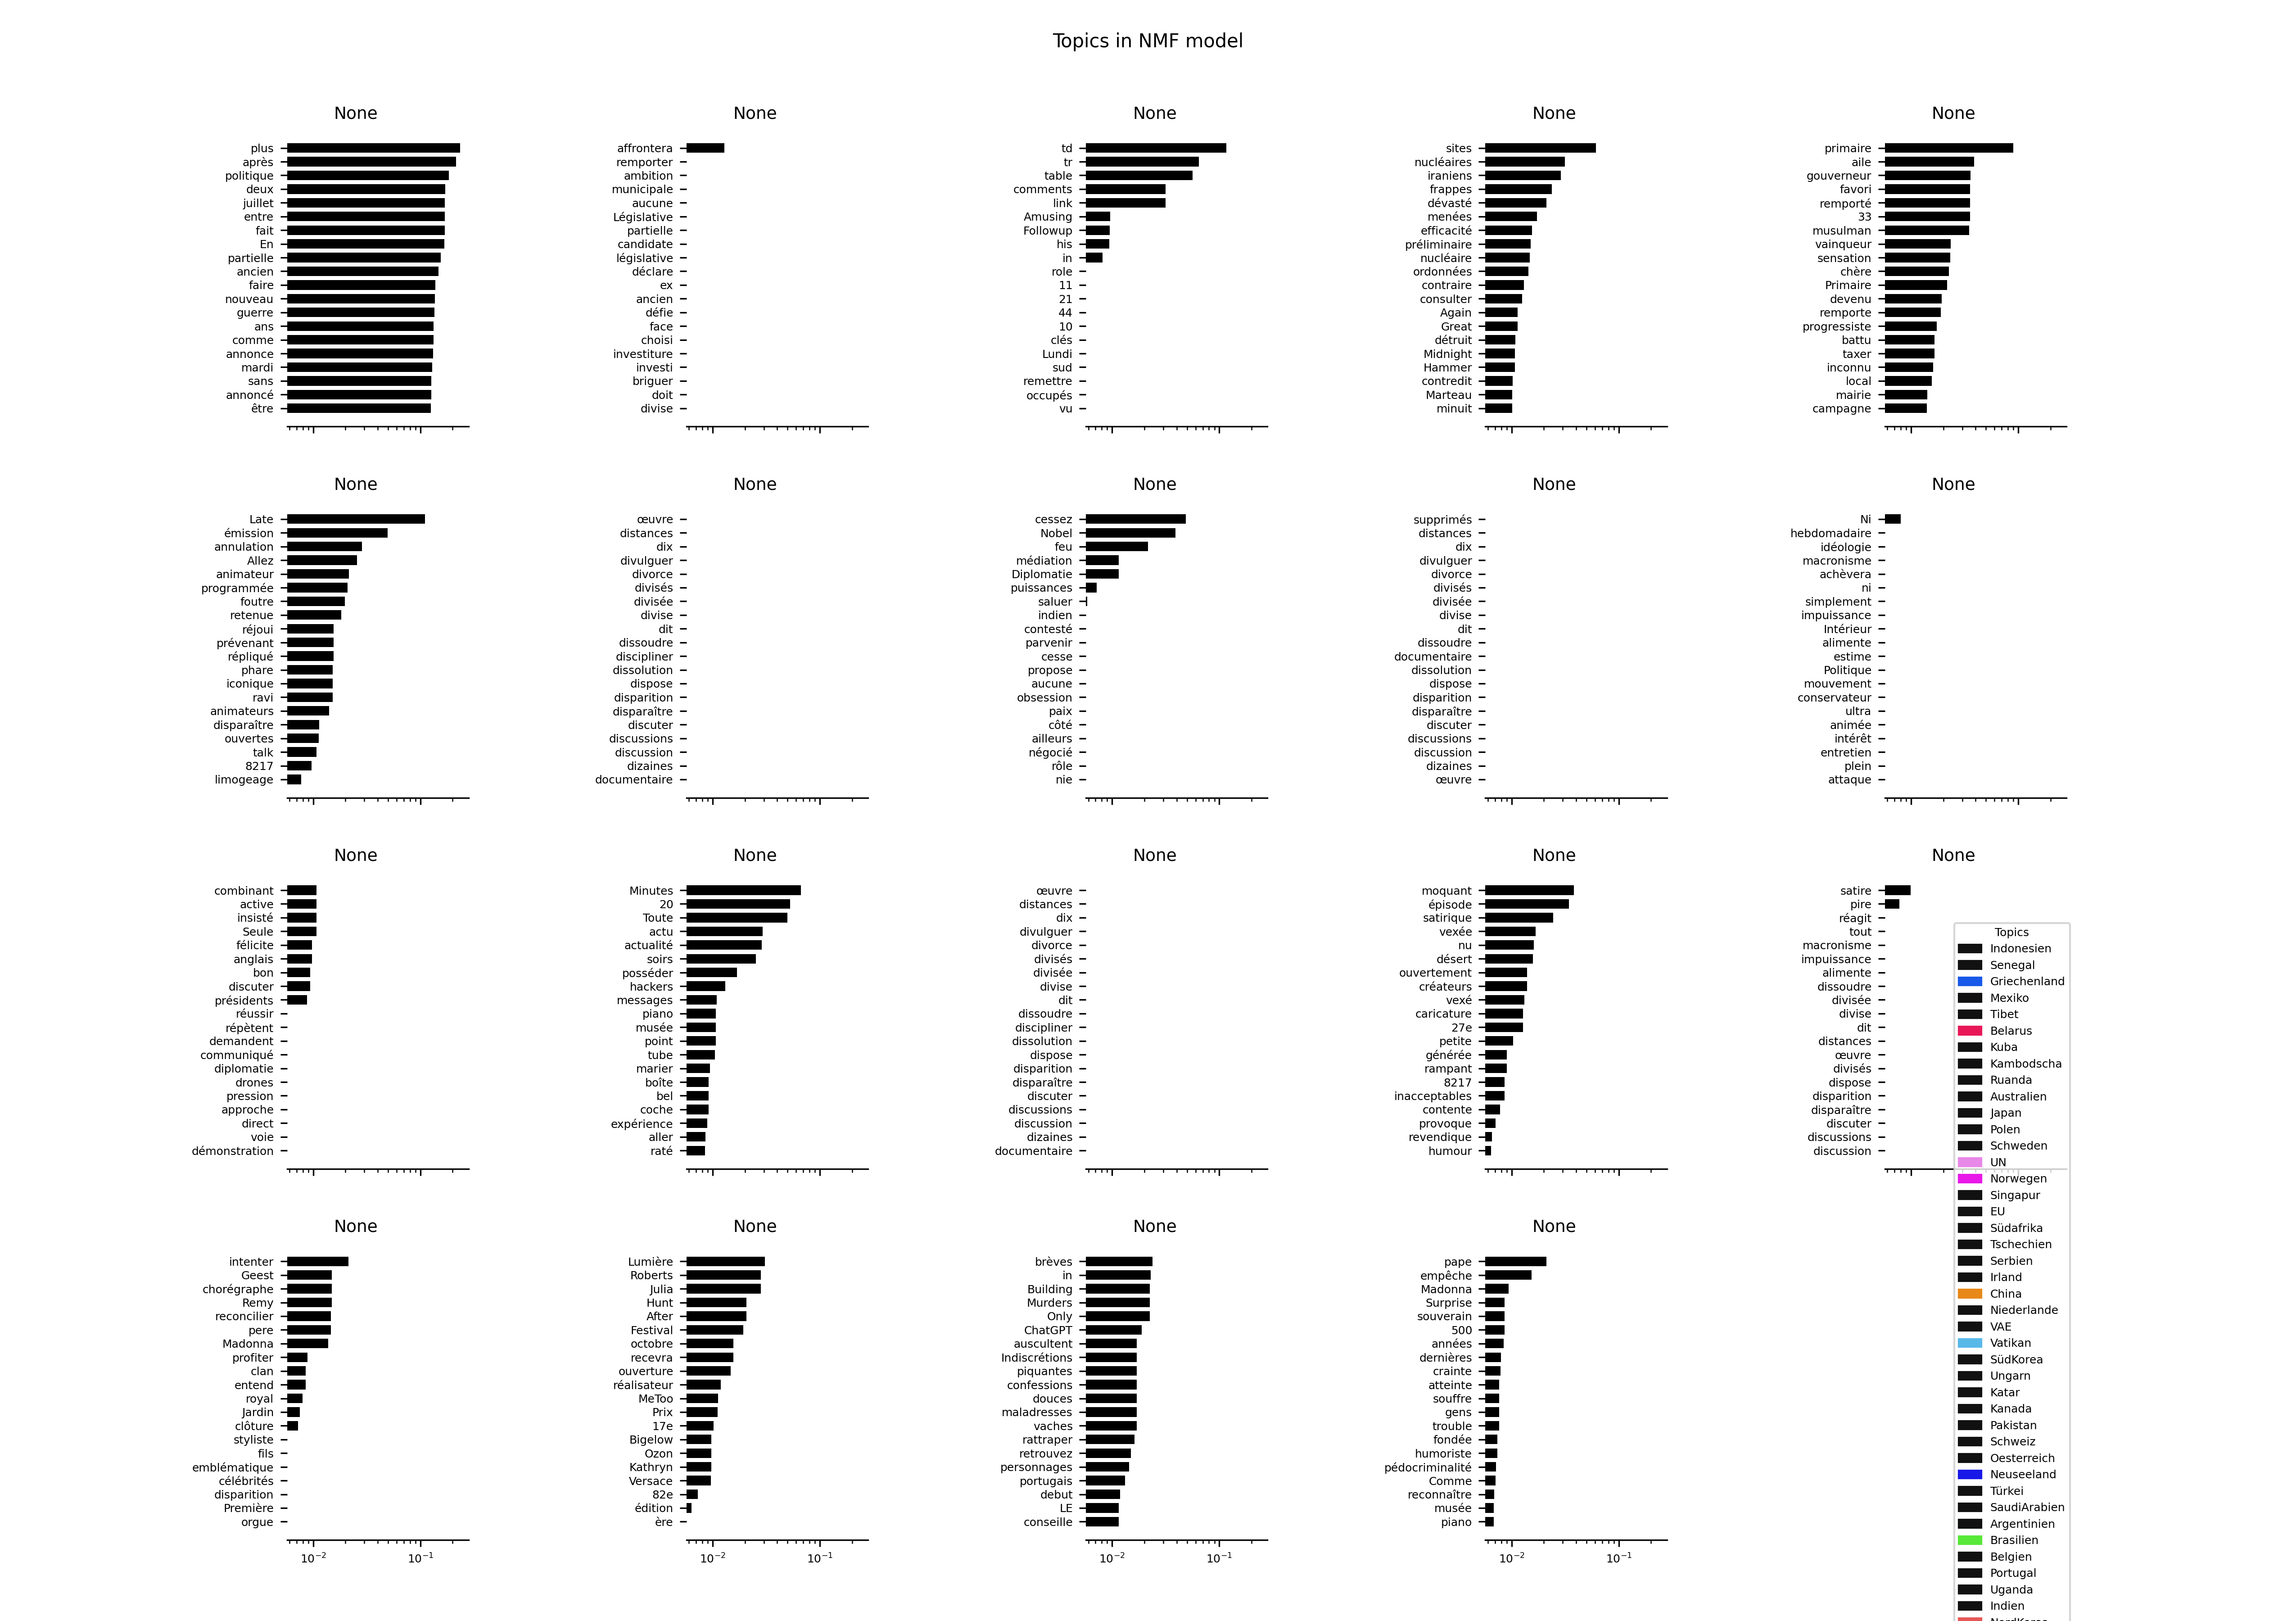 Topics in NMF model
None
plus
après
politique
deux
juillet
entre
fait
En
partielle
ancien
faire
nouveau
guerre
ans
comme
annonce
mardi
sans
annoncé
être
None
affrontera
remporter
ambition
municipale
aucune
Législative
partielle
candidate
législative
déclare
ex
ancien
défie
face
choisi
investiture
investi
briguer
doit
divise
None
td
tr
table
comments
link
Amusing
Followup
his
in
role
11
21
44
10
clés
Lundi
sud
remettre
occupés
vu
None
sites
nucléaires
iraniens
frappes
dévasté
menées
efficacité
préliminaire
nucléaire
ordonnées
contraire
consulter
Again
Great
détruit
Midnight
Hammer
contredit
Marteau
minuit
None
primaire
aile
gouverneur
favori
remporté
33
musulman
vainqueur
sensation
chère
Primaire
devenu
remporte
progressiste
battu
taxer
inconnu
local
mairie
campagne
None
Late
émission
annulation
Allez
animateur
programmée
foutre
retenue
réjoui
prévenant
répliqué
phare
iconique
ravi
animateurs
disparaître
ouvertes
talk
8217
limogeage
None
œuvre
distances
dix
divulguer
divorce
divisés
divisée
divise
dit
dissoudre
discipliner
dissolution
dispose
disparition
disparaître
discuter
discussions
discussion
dizaines
documentaire
None
cessez
Nobel
feu
médiation
Diplomatie
puissances
saluer
indien
contesté
parvenir
cesse
propose
aucune
obsession
paix
côté
ailleurs
négocié
rôle
nie
None
supprimés
distances
dix
divulguer
divorce
divisés
divisée
divise
dit
dissoudre
documentaire
dissolution
dispose
disparition
disparaître
discuter
discussions
discussion
dizaines
œuvre
None
Ni
hebdomadaire
idéologie
macronisme
achèvera
ni
simplement
impuissance
Intérieur
alimente
estime
Politique
mouvement
conservateur
ultra
animée
intérêt
entretien
plein
attaque
None
combinant
active
insisté
Seule
félicite
anglais
bon
discuter
présidents
réussir
répètent
demandent
communiqué
diplomatie
drones
pression
approche
direct
voie
démonstration
None
Minutes
20
Toute
actu
actualité
soirs
posséder
hackers
messages
piano
musée
point
tube
marier
boîte
bel
coche
expérience
aller
raté
None
œuvre
distances
dix
divulguer
divorce
divisés
divisée
divise
dit
dissoudre
discipliner
dissolution
dispose
disparition
disparaître
discuter
discussions
discussion
dizaines
documentaire
None
moquant
épisode
satirique
vexée
nu
désert
ouvertement
créateurs
vexé
caricature
27e
petite
générée
rampant
8217
inacceptables
contente
provoque
revendique
humour
None
satire
pire
réagit
tout
macronisme
impuissance
alimente
dissoudre
divisée
divise
dit
distances
œuvre
divisés
dispose
disparition
disparaître
discuter
discussions
discussion
None
intenter
Geest
chorégraphe
Remy
reconcilier
pere
Madonna
profiter
clan
entend
royal
Jardin
clôture
styliste
fils
emblématique
célébrités
disparition
Première
orgue
10⁻² 10⁻¹
None
Lumière
Roberts
Julia
Hunt
After
Festival
octobre
recevra
ouverture
réalisateur
MeToo
Prix
17e
Bigelow
Ozon
Kathryn
Versace
82e
édition
ère
10⁻² 10⁻¹
None
brèves
in
Building
Murders
Only
ChatGPT
auscultent
Indiscrétions
piquantes
confessions
douces
maladresses
vaches
rattraper
retrouvez
personnages
portugais
debut
LE
conseille
10⁻² 10⁻¹
None
pape
empêche
Madonna
Surprise
souverain
500
années
dernières
crainte
atteinte
souffre
gens
trouble
fondée
humoriste
pédocriminalité
Comme
reconnaître
musée
piano
10⁻² 10⁻¹
Topics
Indonesien
Senegal
Griechenland
Mexiko
Tibet
Belarus
Kuba
Kambodscha
Ruanda
Australien
Japan
Polen
Schweden
UN
Norwegen
Singapur
EU
Südafrika
Tschechien
Serbien
Irland
China
Niederlande
VAE
Vatikan
SüdKorea
Ungarn
Katar
Kanada
Pakistan
Schweiz
Oesterreich
Neuseeland
Türkei
SaudiArabien
Argentinien
Brasilien
Belgien
Portugal
Uganda
Indien